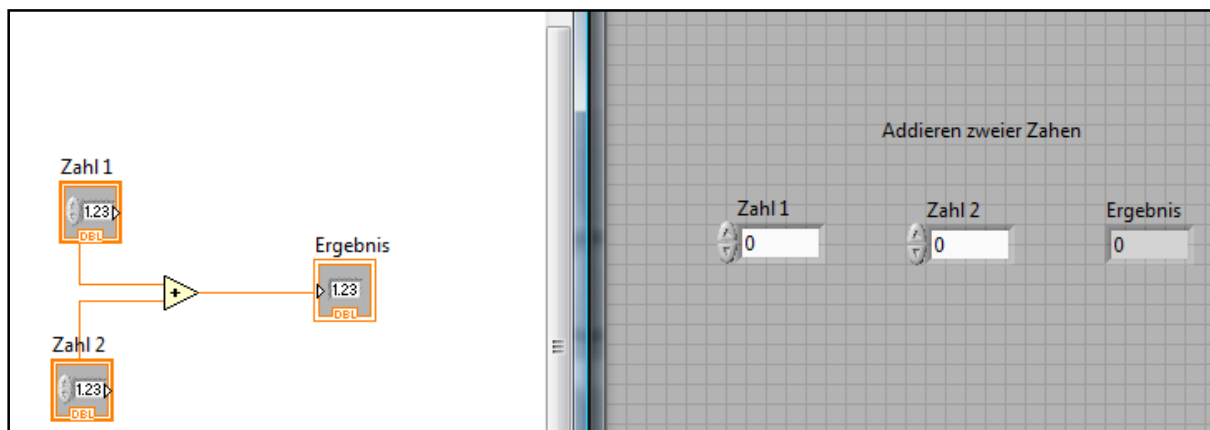 Zahl 1
1.23
DBL
Ergebnis
+
1.23
DBL
Zahl 2
1.23
DBL
Addieren zweier Zahen
Zahl 1
0
Zahl 2
0
Ergebnis
0